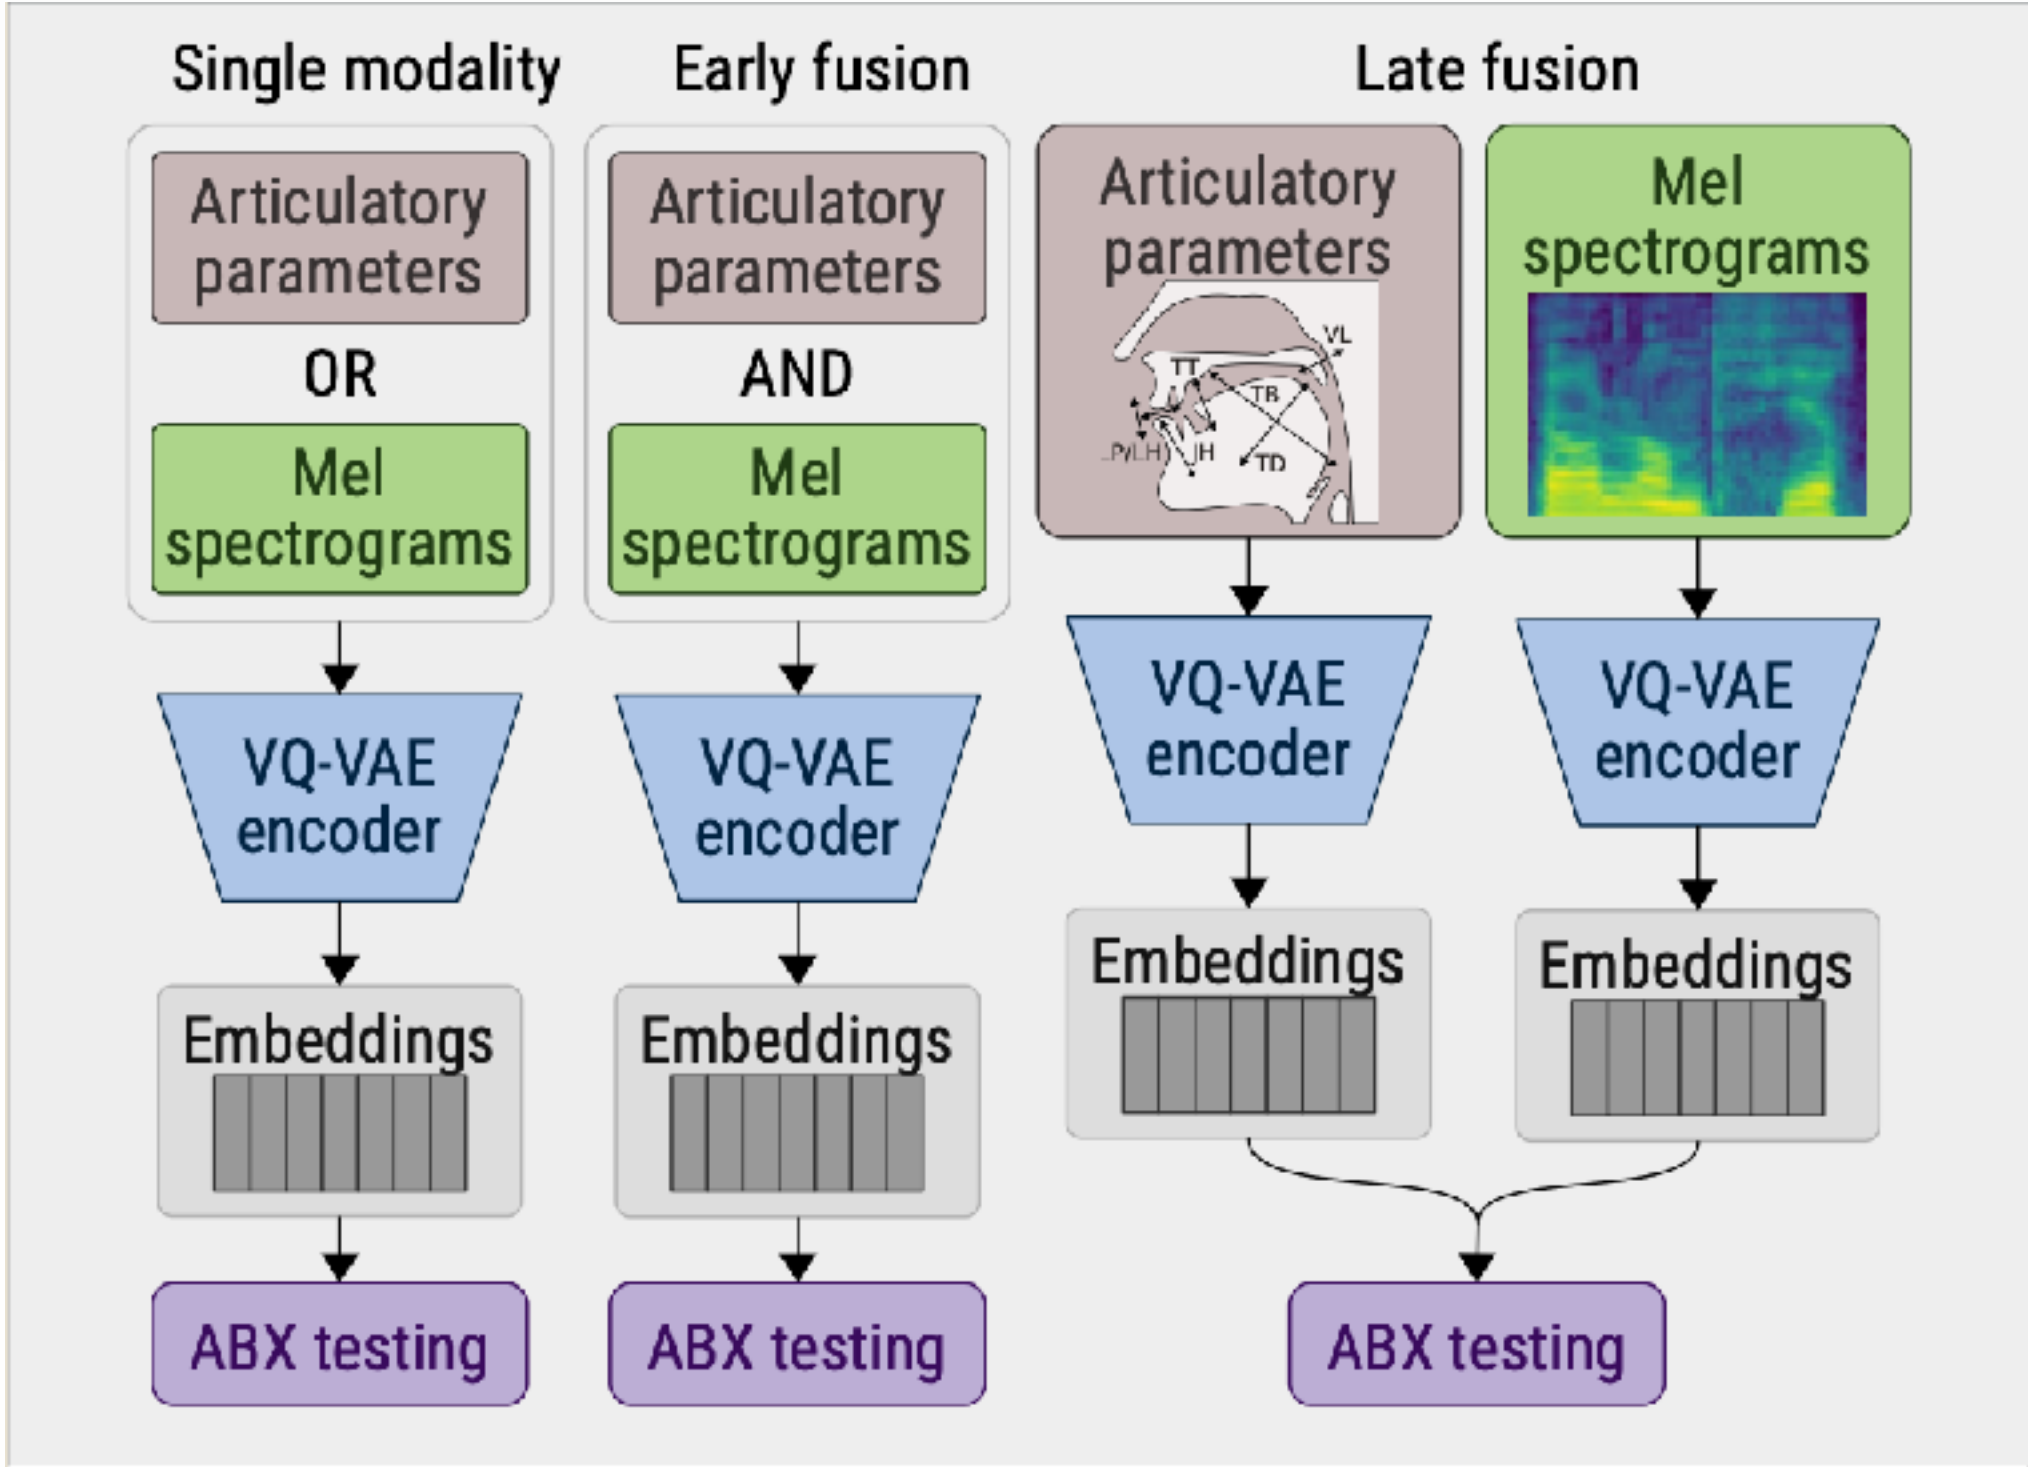 Single modality
Articulatory
parameters
OR
Mel
spectrograms
VQ-VAE
encoder
Embeddings
ABX testing
Early fusion
Articulatory
parameters
AND
Mel
spectrograms
VQ-VAE
encoder
Embeddings
ABX testing
Late fusion
Articulatory
parameters
VL
TT
TB
LP/LH
JH
TD
VQ-VAE
encoder
Embeddings
Mel
spectrograms
VQ-VAE
encoder
Embeddings
ABX testing